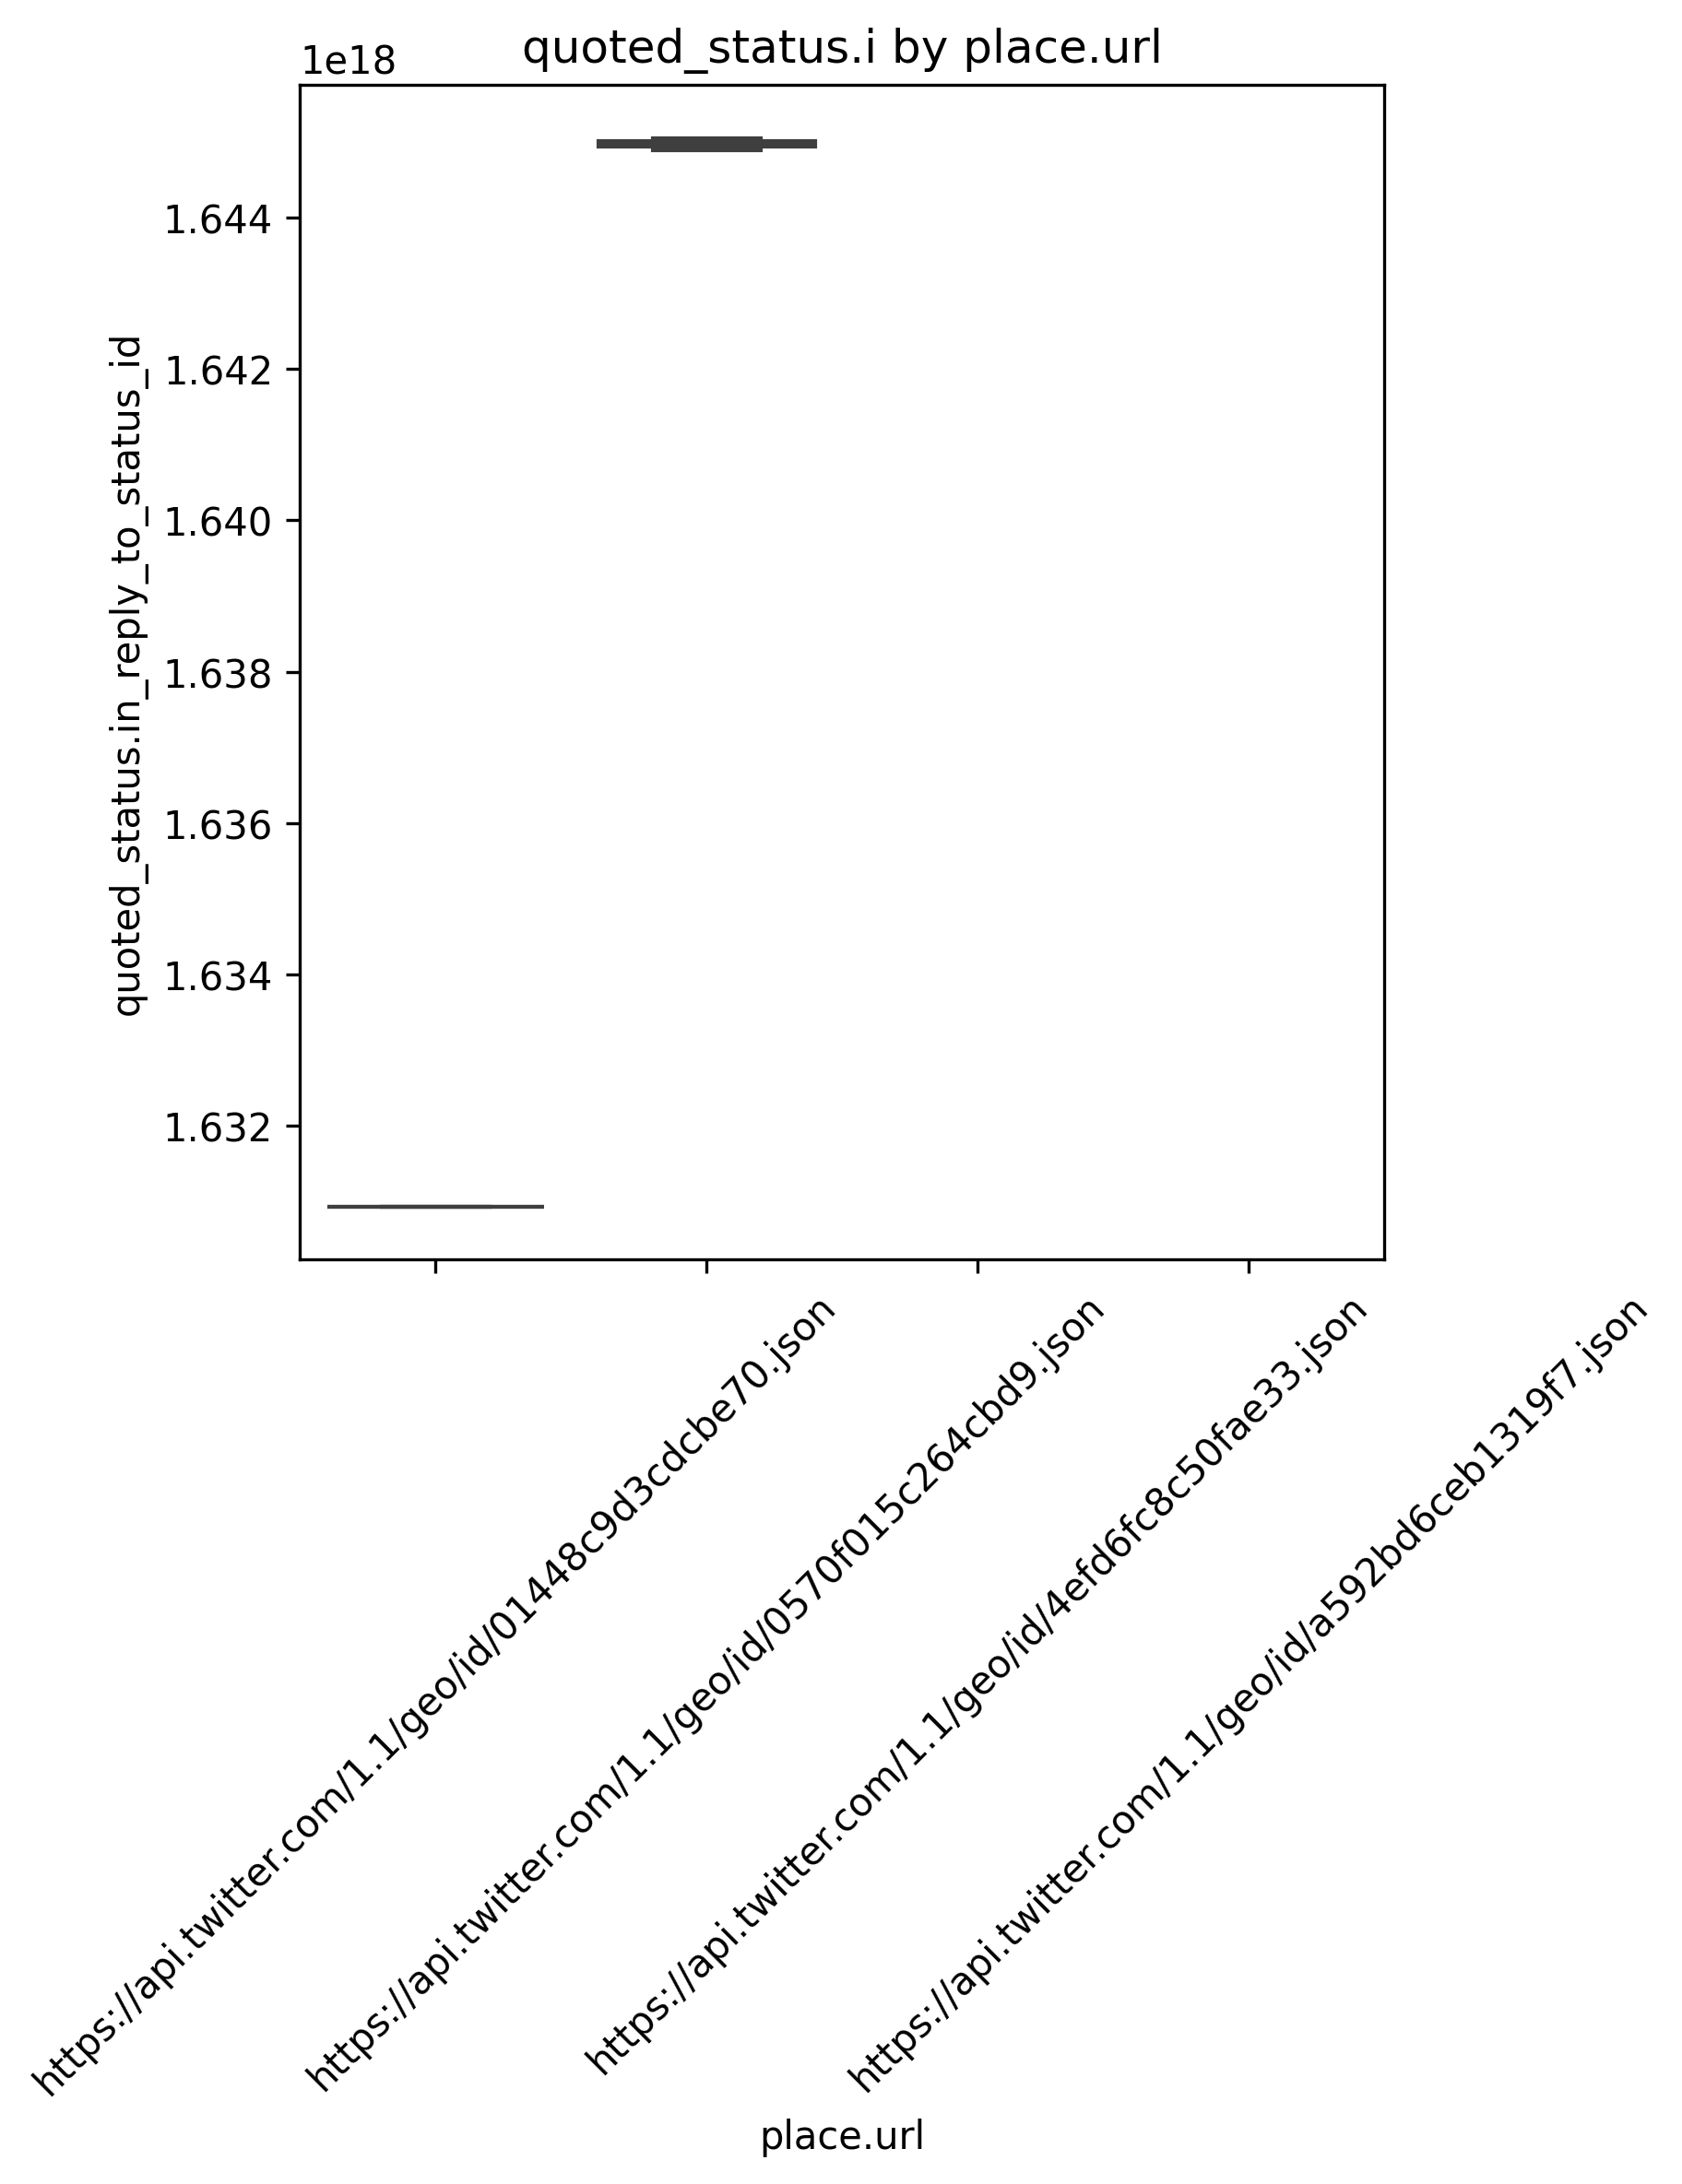 quoted_status.i by place.url
1e18
1.644
1.642
1.640
1.638
1.636
1.634
1.632
quoted_status.in_reply_to_status_id
https://api.twitter.com/1.1/geo/id/01448c9d3cdcbe70.json
https://api.twitter.com/1.1/geo/id/0570f015c264cbd9.json
https://api.twitter.com/1.1/geo/id/4efd6fc8c50fae33.json
https://api.twitter.com/1.1/geo/id/a592bd6ceb1319f7.json
place.url